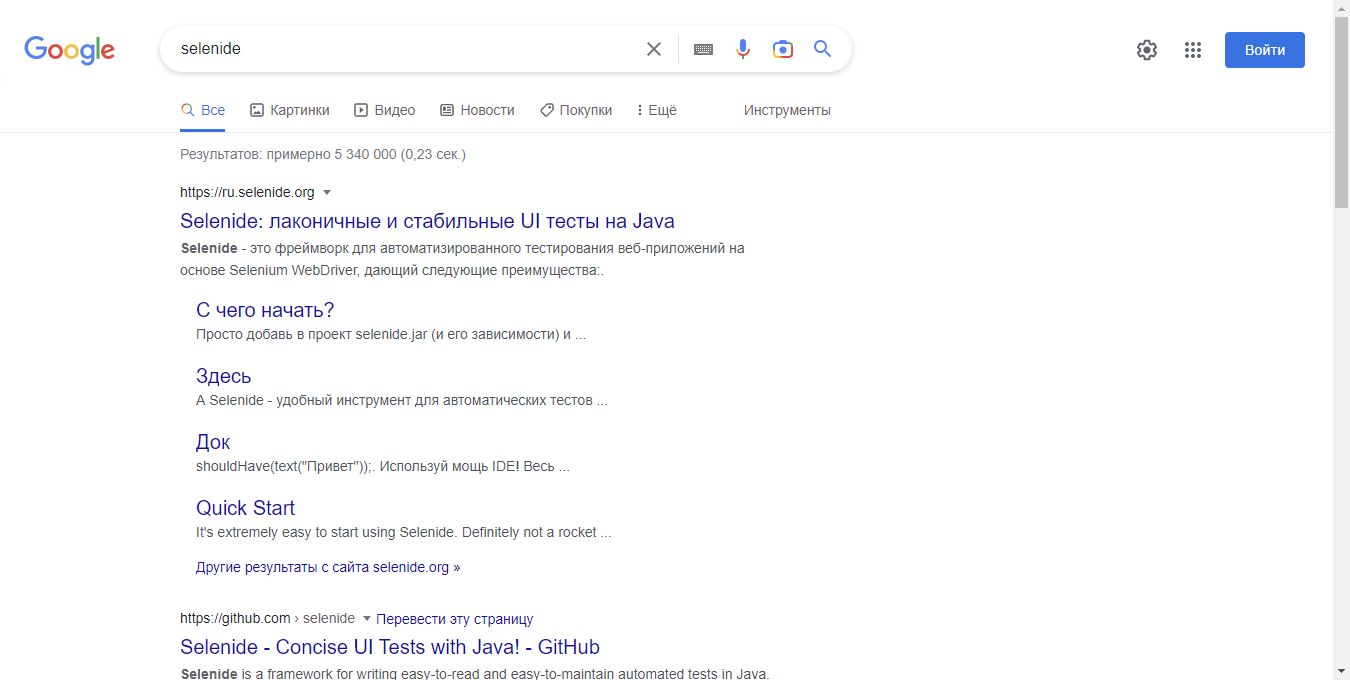 Google
selenide
Войти
Все Картинки Видео Новости Покупки Ещё Инструменты
Результатов: примерно 5 340 000 (0,23 сек.)
https://ru.selenide.org
Selenide: лаконичные и стабильные UI тесты на Java
Selenide - это фреймворк для автоматизированного тестирования веб-приложений на
основе Selenium WebDriver, дающий следующие преимущества:.
С чего начать?
Просто добавь в проект selenide.jar (и его зависимости) и ...
Здесь
А Selenide - удобный инструмент для автоматических тестов ...
Док
shouldHave(text("Привет"));. Используй мощь IDE! Весь ...
Quick Start
It's extremely easy to start using Selenide. Definitely not a rocket ...
Другие результаты с сайта selenide.org »
https://github.com › selenide Перевести эту страницу
Selenide - Concise UI Tests with Java! - GitHub
Selenide is a framework for writing easy-to-read and easy-to-maintain automated tests in Java.